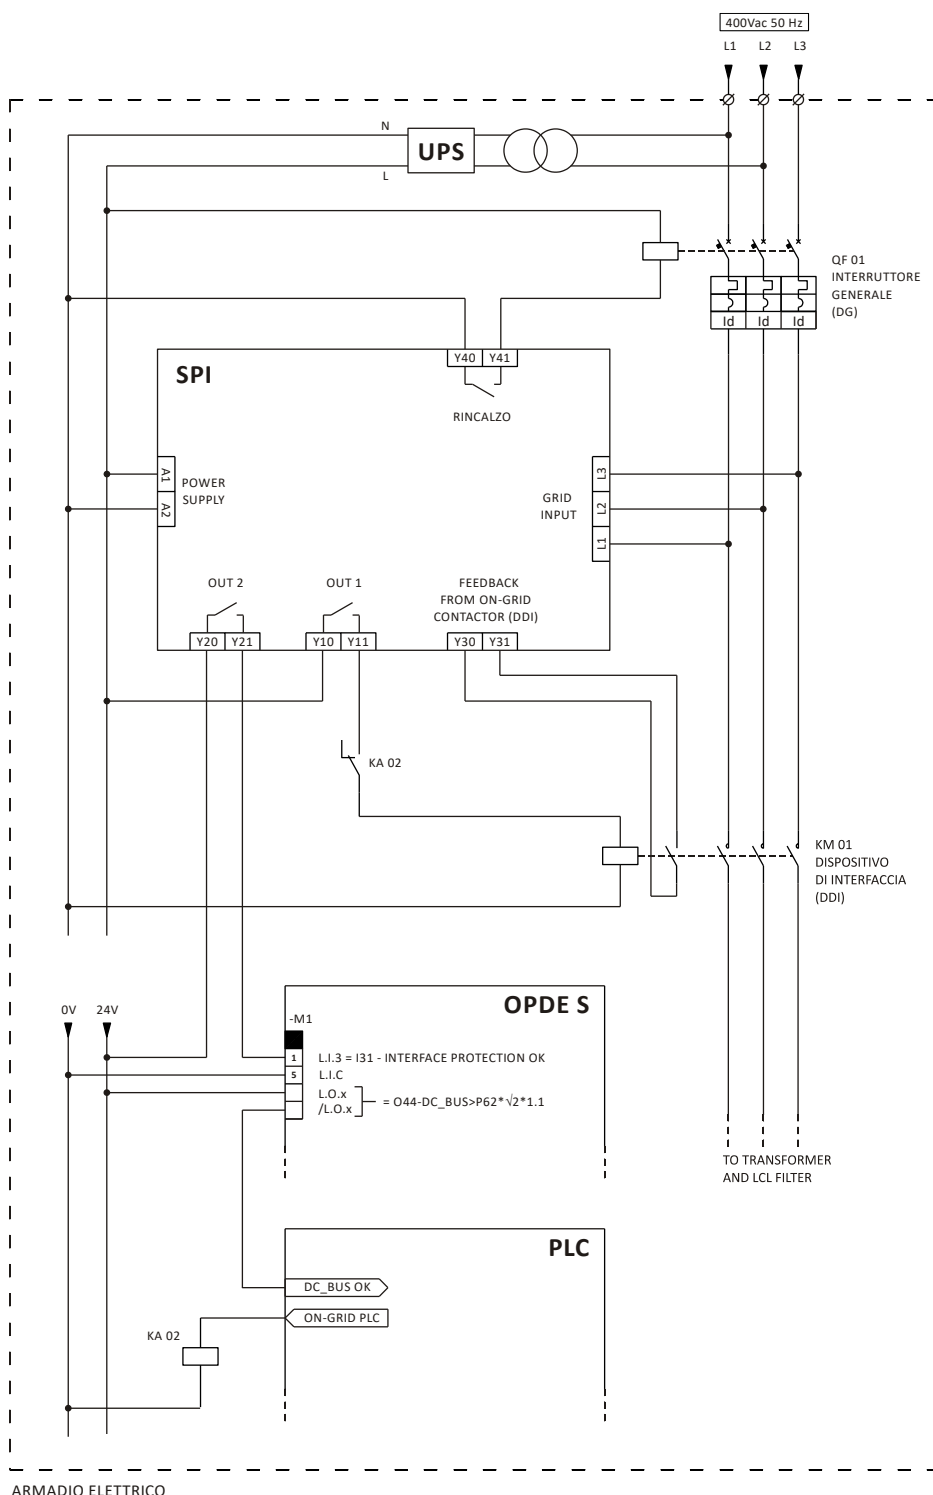 400Vac 50 Hz
L1 L2 L3
N
UPS
L
QF 01
INTERRUTTORE
GENERALE
(DG)
Id Id Id
SPI
Y40 Y41
RINCALZO
A1
A2
POWER
SUPPLY
GRID
INPUT
L3
L2
L1
OUT 2
OUT 1
FEEDBACK
FROM ON-GRID
CONTACTOR (DDI)
Y20 Y21
Y10 Y11
Y30 Y31
KA 02
KM 01
DISPOSITIVO
DI INTERFACCIA
(DDI)
0V 24V
OPDE S
-M1
1 L.I.3 = I31 - INTERFACE PROTECTION OK
5 L.I.C
L.O.x
/L.O.x
= O44-DC_BUS>P62*√2*1.1
TO TRANSFORMER
AND LCL FILTER
PLC
DC_BUS OK
ON-GRID PLC
KA 02
ARMADIO ELETTRICO